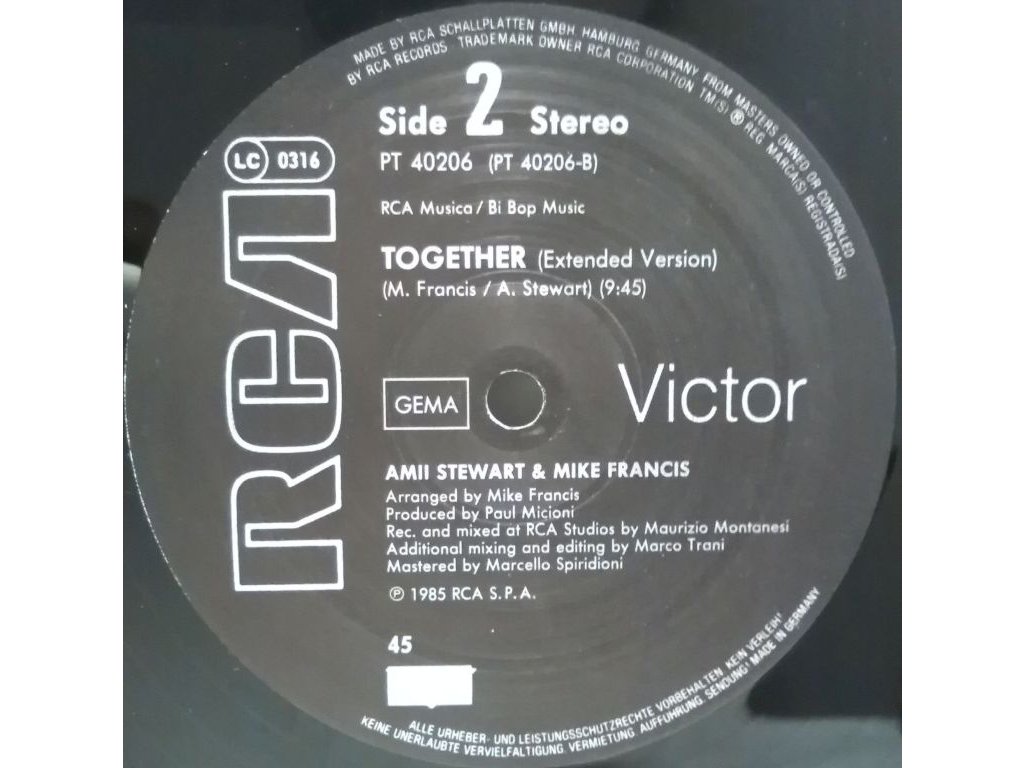 MADE BY RCA SCHALLPLATTEN GMBH HAMBURG GERMANY FROM MASTERS OWNED OR CONTROLLED
BY RCA RECORDS TRADEMARK OWNER RCA CORPORATION TM(S) ® REG MARCA(S) REGISTRADA(S)
Side 2 Stereo
PT 40206 (PT 40206-B)
LC 0316
RCA Musica / Bi Bop Music
TOGETHER (Extended Version)
(M. Francis / A. Stewart) (9:45)
RCA
GEMA
Victor
AMII STEWART & MIKE FRANCIS
Arranged by Mike Francis
Produced by Paul Micioni
Rec. and mixed at RCA Studios by Maurizio Montanesi
Additional mixing and editing by Marco Trani
Mastered by Marcello Spiridioni
℗ 1985 RCA S.P.A.
45
ALLE URHEBER- UND LEISTUNGSSCHUTZRECHTE VORBEHALTEN KEIN VERLEIH!
KEINE UNERLAUBTE VERVIELFÄLTIGUNG, VERMIETUNG, AUFFÜHRUNG, SENDUNG! MADE IN GERMANY